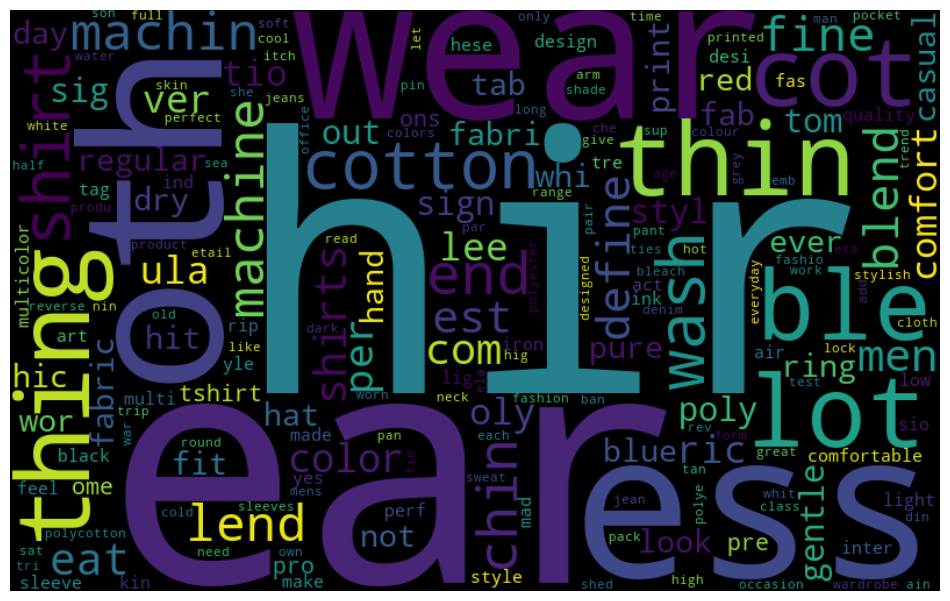 son
full
soft
cool
itch
day
machin
tio
she
jeans
skin
perfect
water
sig
ver
white
half
shirt
regular
tag
ind
dry
produ
product
sea
oth
machine
office
wear
let
pin
out
ons
fabri
colors
cotton
tab
hese
only
design
arm
shade
long
che
give
tre
whi
print
time
man
pocket
printed
desi
red
fas
fine
cot
casual
fab
tom
quality
sup
colour
age
grey
emb
trend
thin
blend
comfort
range
par
sign
pair
styl
lee
define
pant
ties
bleach
act
ink
denim
hot
wash
ever
fashio
work
eta
add
stylish
cloth
everyday
ble
air
lock
men
low
ring
test
hir
read
dark
shirts
per
hand
iron
end
est
com
hig
lig
ela
polyester
designed
pure
multicolor
etail
reverse
nin
old
ula
art
hit
rip
like
yle
thing
hic
fabric
multi
tshirt
worn
neck
fashion
ban
wor
trip
war
hat
oly
poly
rev
form
lot
great
sio
comfortable
black
made
round
fit
color
yes
mens
pan
tie
chin
each
sweat
blue
ric
tan
feel
ome
polycotton
cold
sleeves
lend
perf
not
mad
ear
ess
jean
polye
whit
class
gentle
light
din
sat
tri
eat
sleeve
kin
need
own
pro
make
style
shed
pack
high
look
pre
occasion
inter
wardrobe
ain